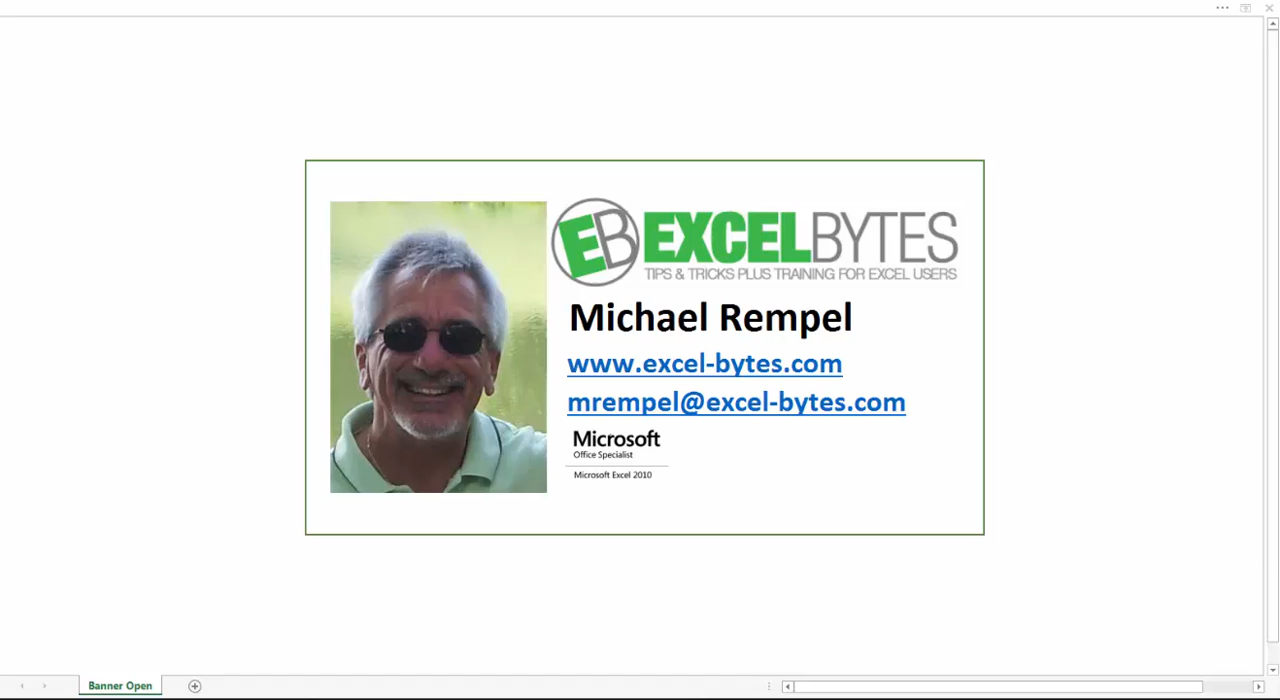 EB EXCELBYTES
TIPS & TRICKS PLUS TRAINING FOR EXCEL USERS
Michael Rempel
www.excel-bytes.com
mrempel@excel-bytes.com
Microsoft
Office Specialist
Microsoft Excel 2010
Banner Open